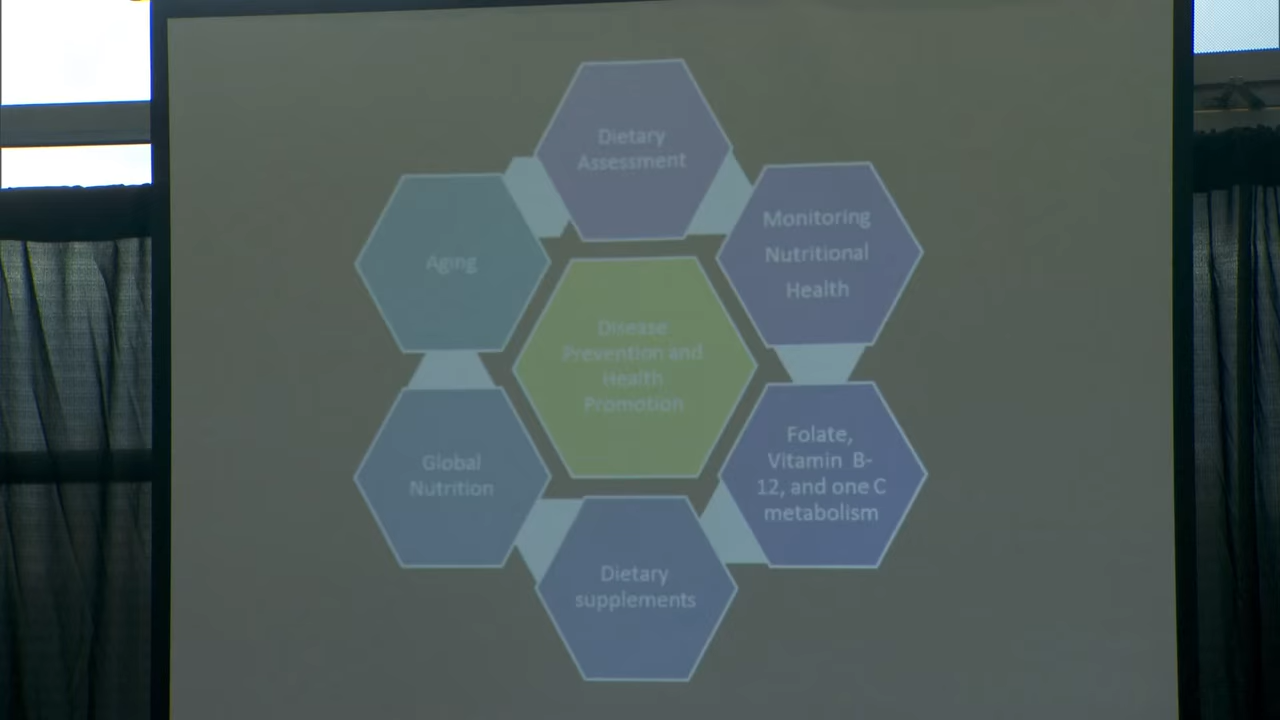 Dietary
Assessment
Monitoring
Nutritional
Health
Aging
Disease
Prevention and
Health
Promotion
Folate,
Vitamin B-
12, and one C
metabolism
Global
Nutrition
Dietary
supplements